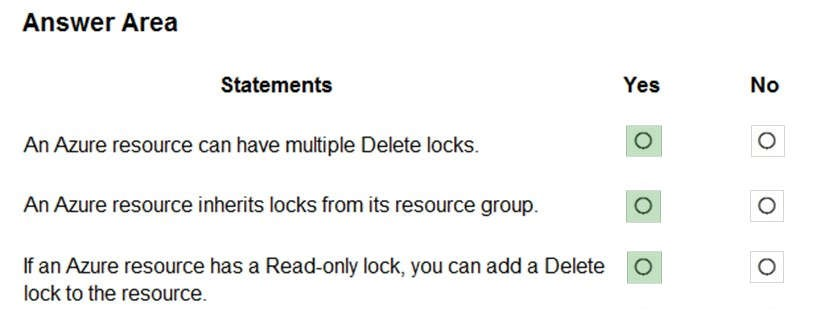 Answer Area
Statements Yes No
An Azure resource can have multiple Delete locks.
An Azure resource inherits locks from its resource group.
If an Azure resource has a Read-only lock, you can add a Delete
lock to the resource.